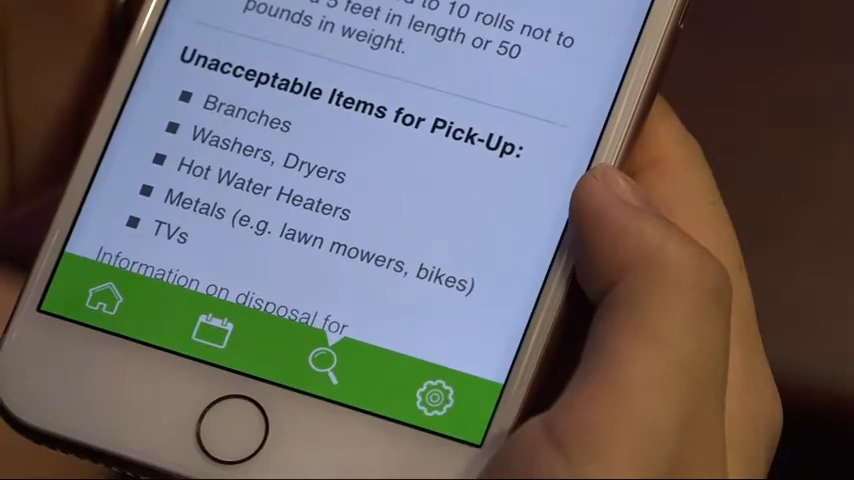 to 10 rolls not to
5 feet in length or 50
pounds in weight.
Unacceptable Items for Pick-Up:
Branches
Washers, Dryers
Hot Water Heaters
Metals (e.g. lawn mowers, bikes)
TVs
Information on disposal for